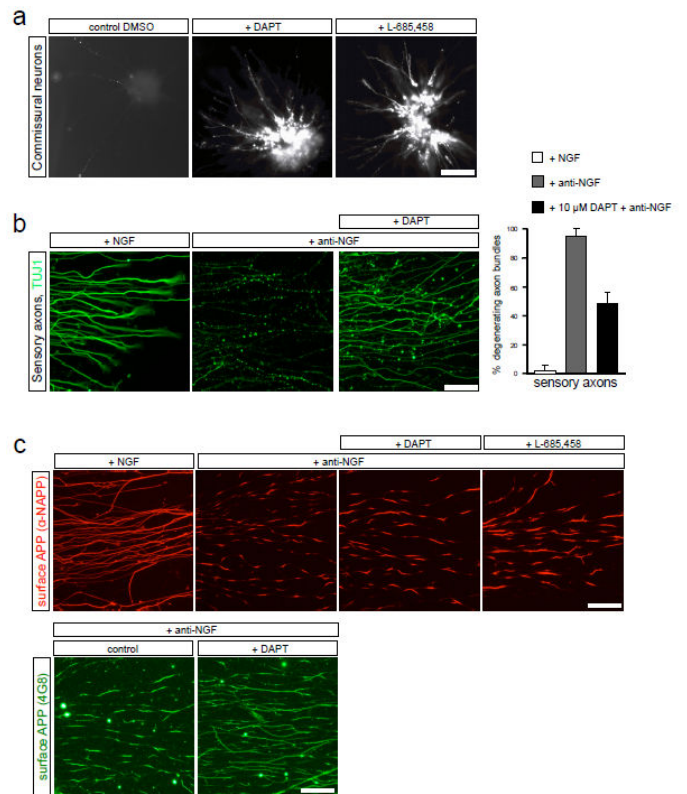 a
control DMSO
+ DAPT
+ L-685,458
Commissural neurons
+ NGF
+ anti-NGF
+ 10 µM DAPT + anti-NGF
b
+ DAPT
+ NGF
+ anti-NGF
Sensory axons, TUJ1
% degenerating axon bundles
100
80
60
40
20
0
sensory axons
c
+ DAPT
+ L-685,458
+ NGF
+ anti-NGF
surface APP (α-NAPP)
+ anti-NGF
control
+ DAPT
surface APP (4G8)